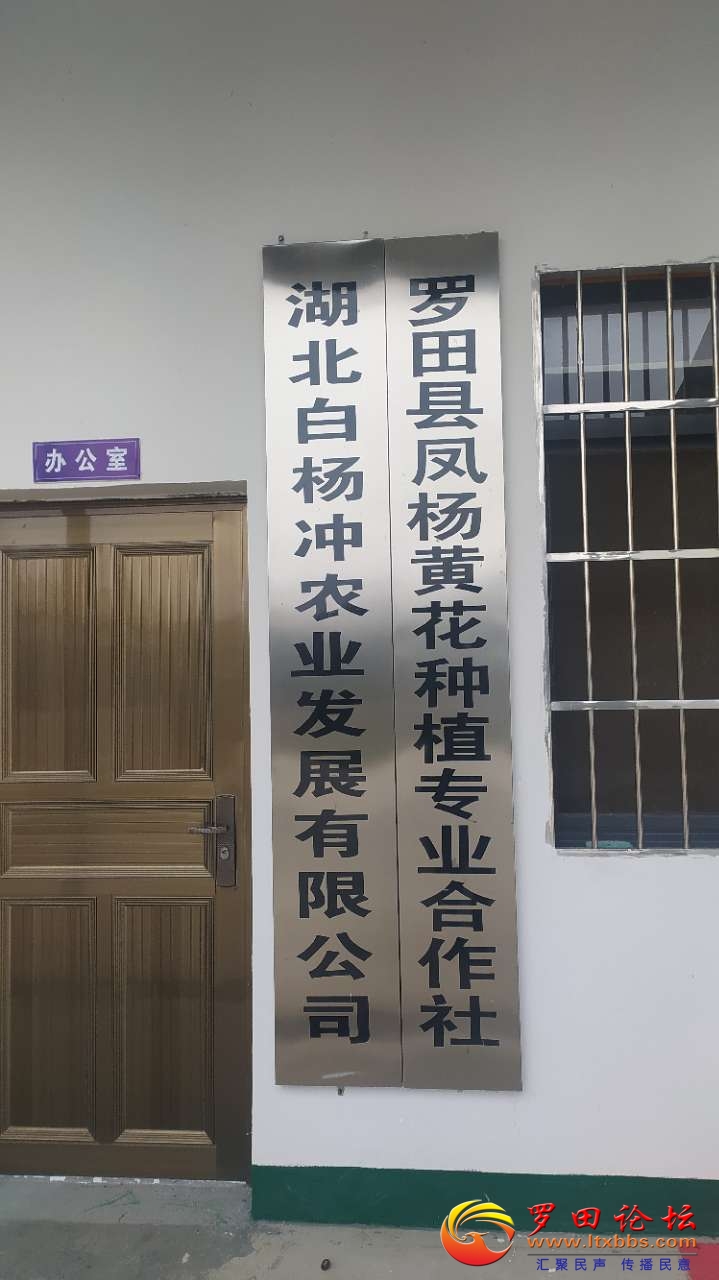 办公室
湖北白杨冲农业发展有限公司
罗田县凤杨黄花种植专业合作社
罗田论坛
www.ltxbbs.com
汇聚民声 传播民意